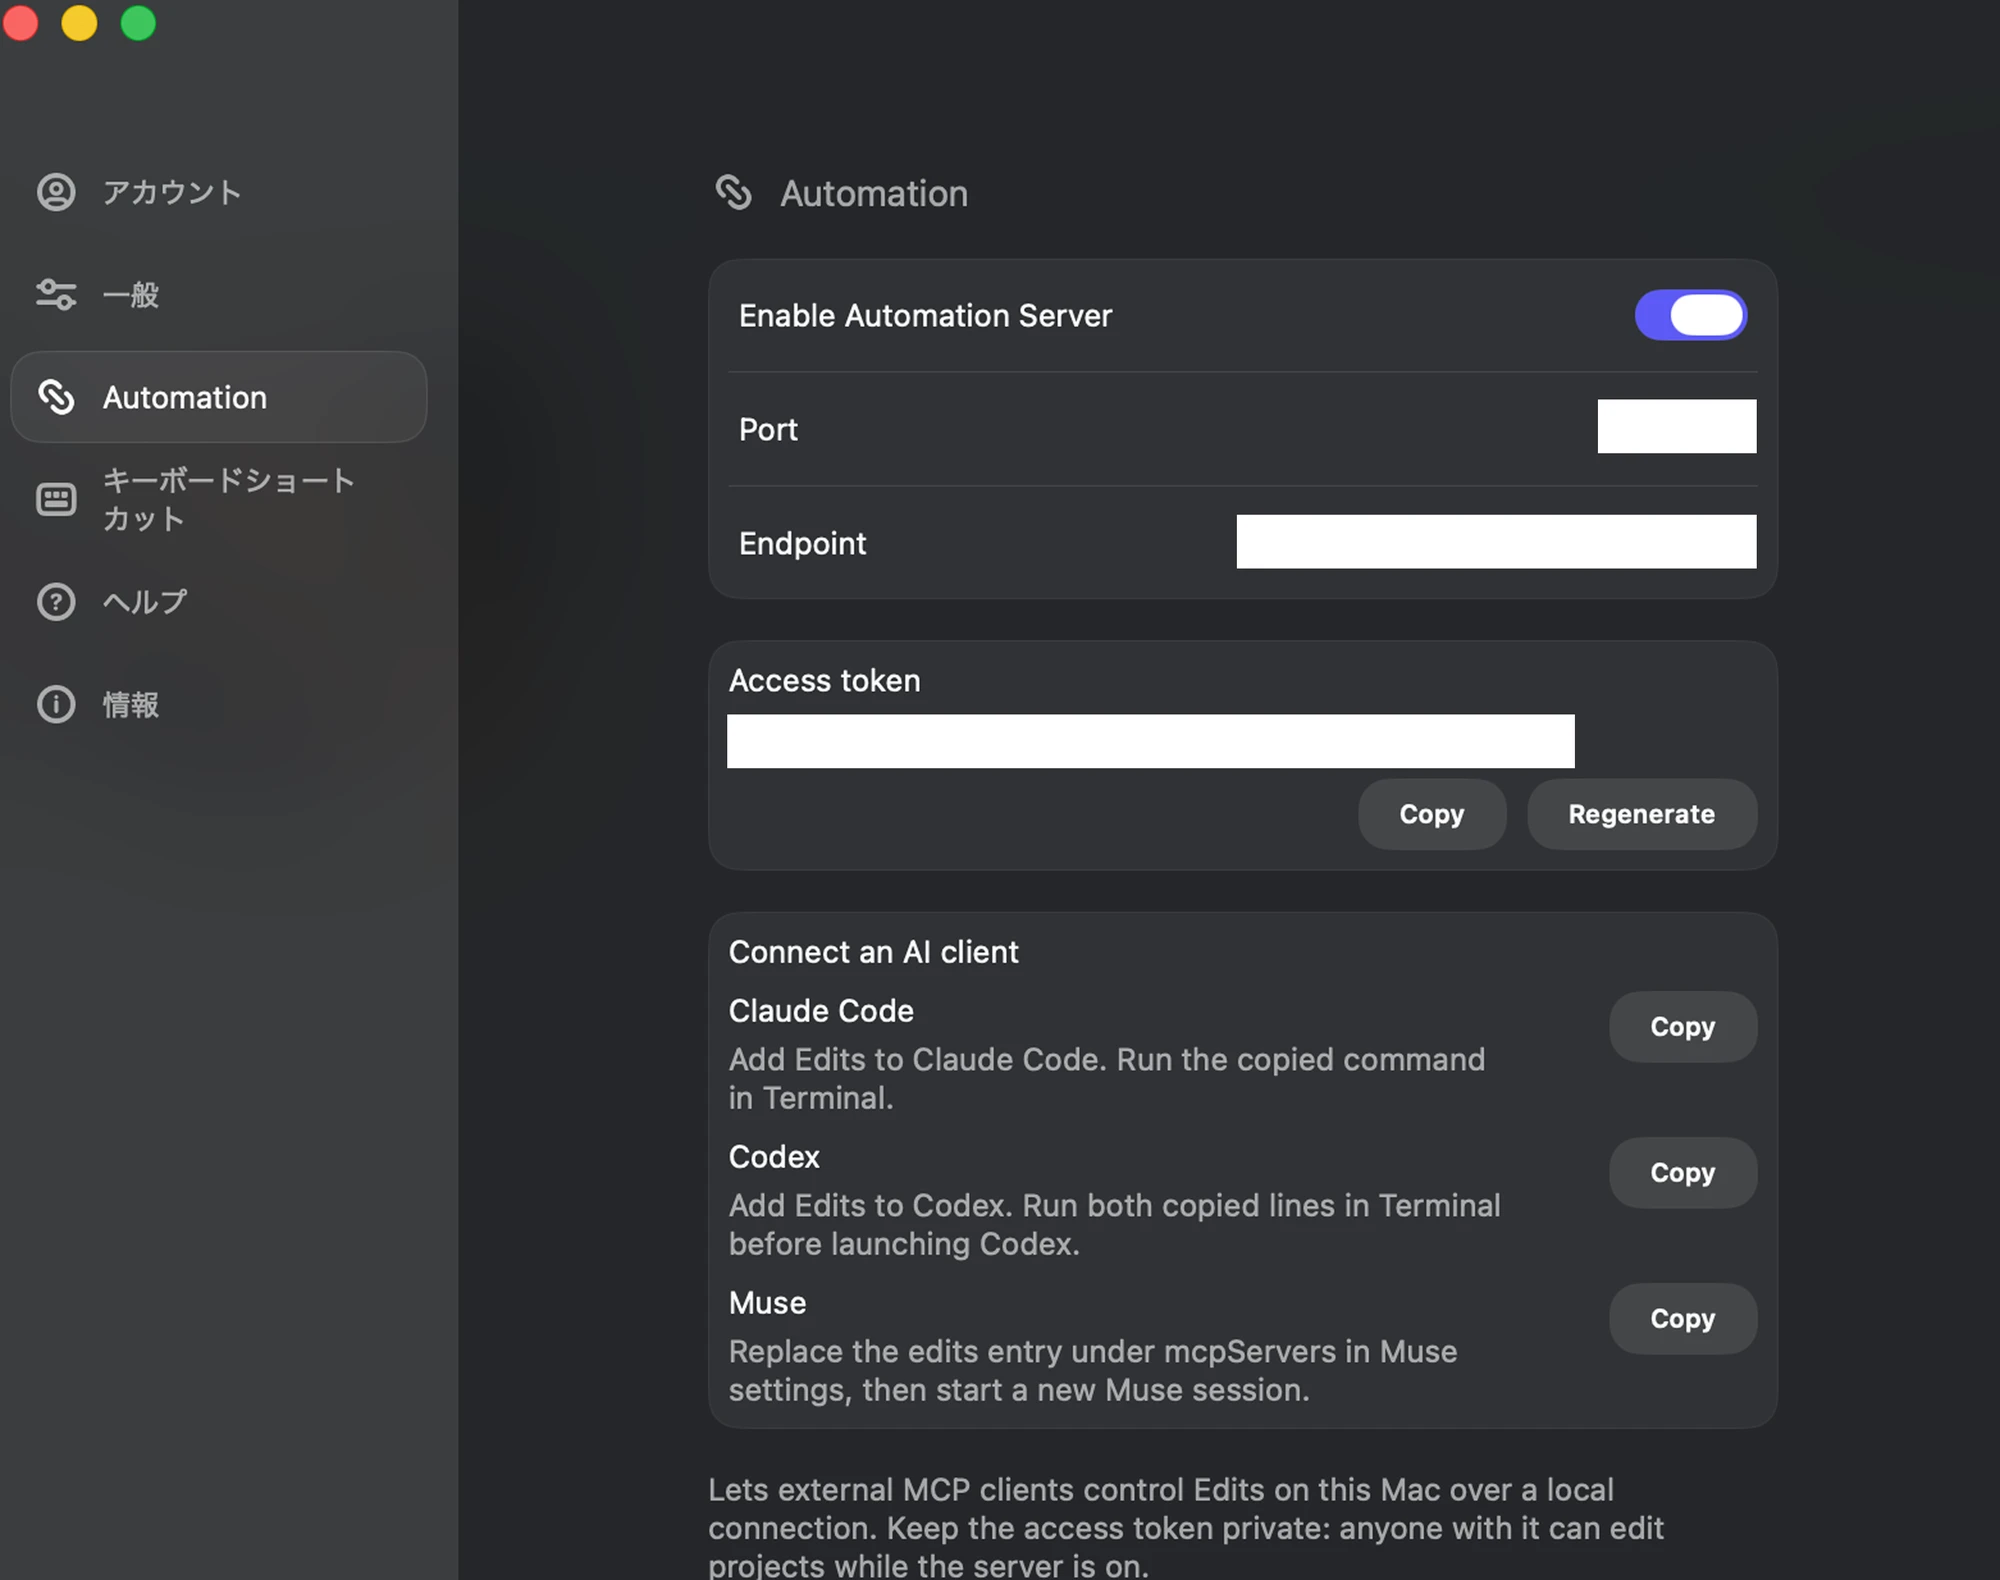 アカウント
一般
Automation
キーボードショート
カット
ヘルプ
情報
Automation
Enable Automation Server
Port
Endpoint
Access token
Copy
Regenerate
Connect an AI client
Claude Code
Copy
Add Edits to Claude Code. Run the copied command
in Terminal.
Codex
Copy
Add Edits to Codex. Run both copied lines in Terminal
before launching Codex.
Muse
Copy
Replace the edits entry under mcpServers in Muse
settings, then start a new Muse session.
Lets external MCP clients control Edits on this Mac over a local
connection. Keep the access token private: anyone with it can edit
projects while the server is on.